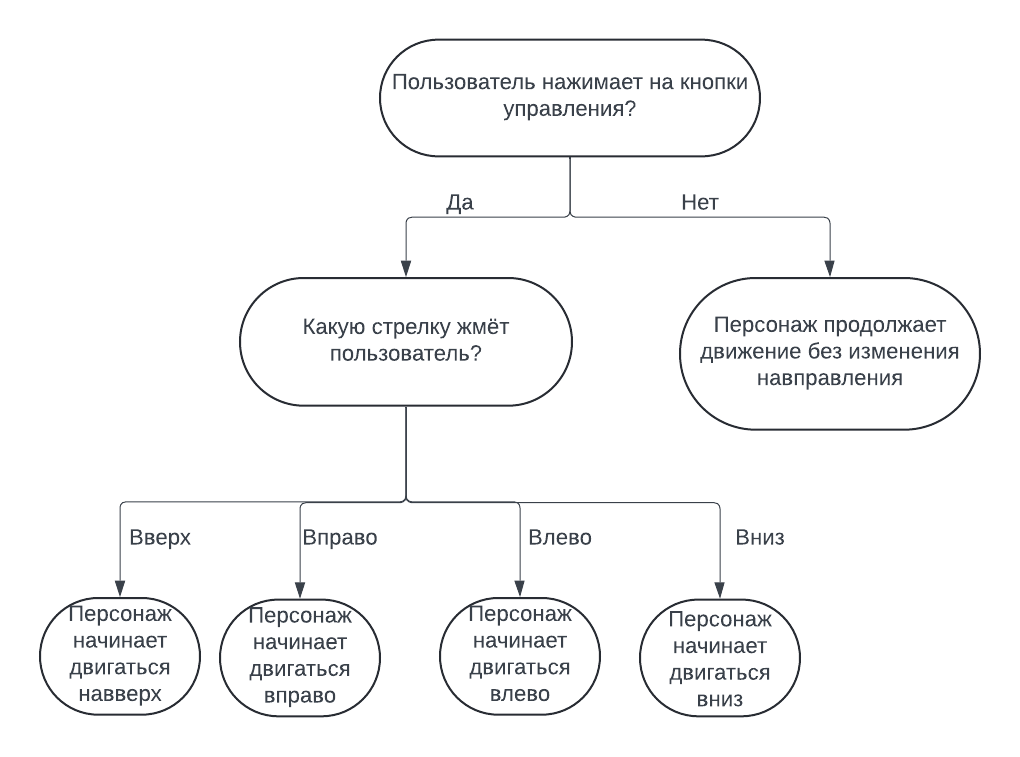 Пользователь нажимает на кнопки
управления?
Да
Нет
Какую стрелку жмёт
пользователь?
Персонаж продолжает
движение без изменения
навправления
Вверх
Вправо
Влево
Вниз
Персонаж
начинает
двигаться
навверх
Персонаж
начинает
двигаться
вправо
Персонаж
начинает
двигаться
влево
Персонаж
начинает
двигаться
вниз